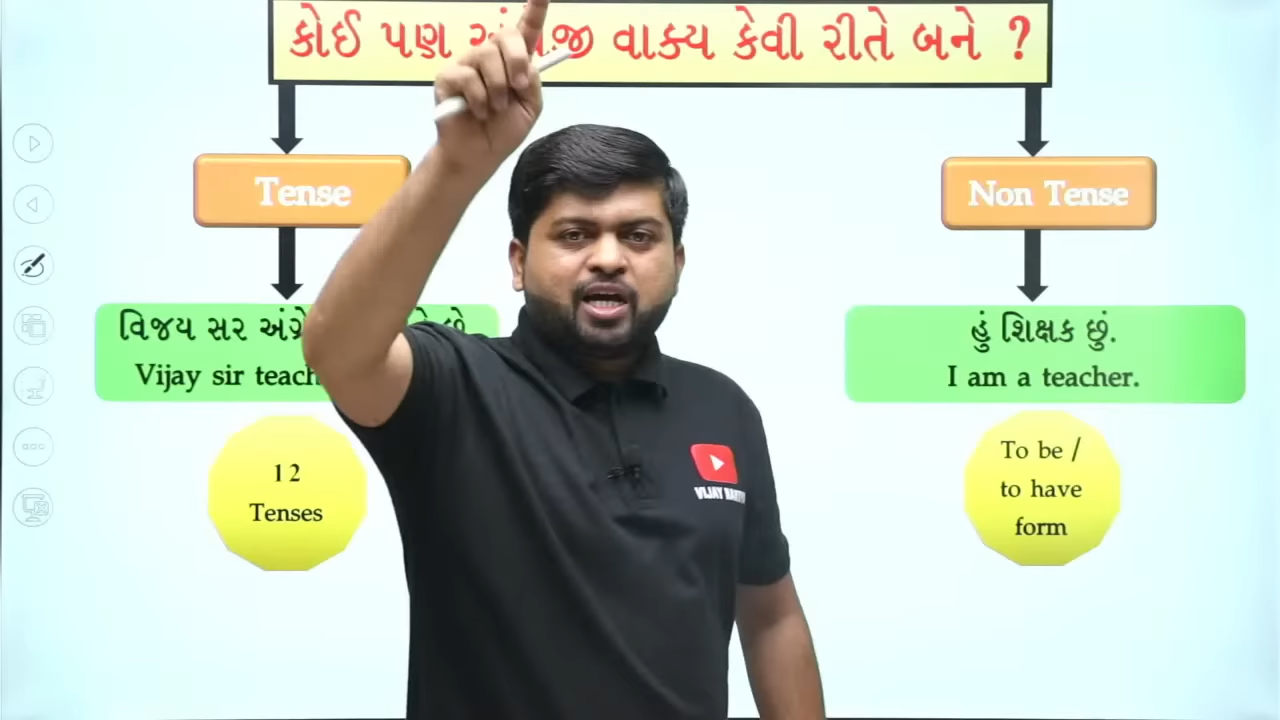 કોઈ પણ વાક્ય કેવી રીતે બને ?
Tense
Non Tense
વિજય સર
Vijay sir
હું શિક્ષક છું.
I am a teacher.
12
Tenses
To be /
to have
form
VIJAY